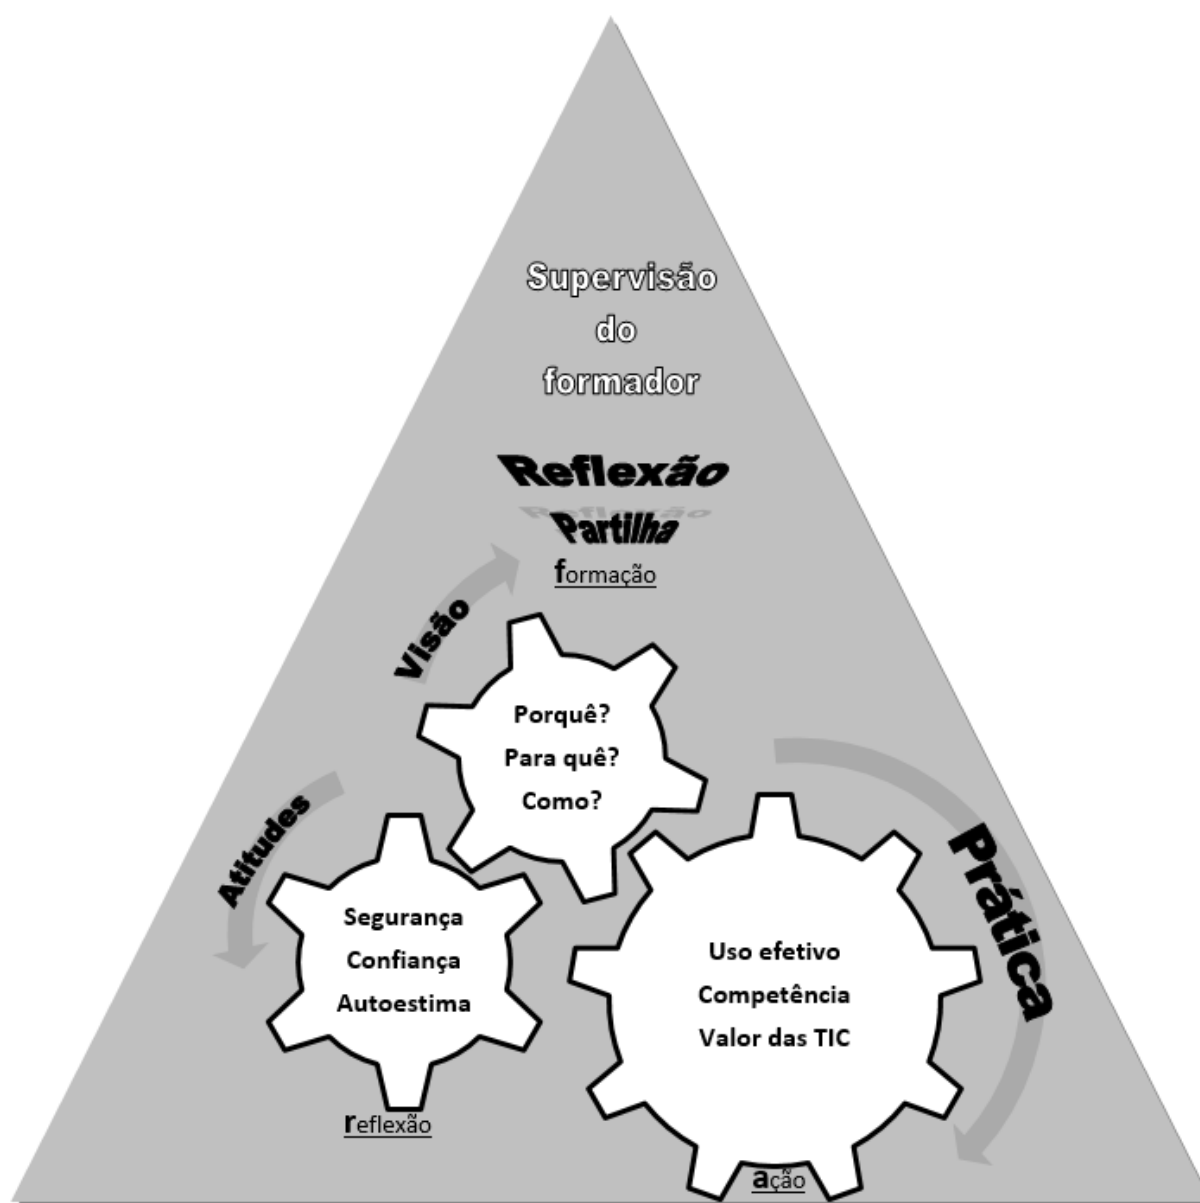 Supervisão
do
formador
Reflexão
Partilha
formação
Visão
Porquê?
Para quê?
Como?
Atitudes
Segurança
Confiança
Autoestima
reflexão
Prática
Uso efetivo
Competência
Valor das TIC
ação